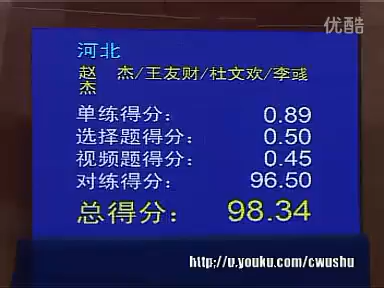 优酷
河北
赵 杰/王友财/杜文欢/李彧
杰
单练得分: 0.89
选择题得分: 0.50
视频题得分: 0.45
对练得分: 96.50
总得分: 98.34
http;//u.youku.com/cwushu